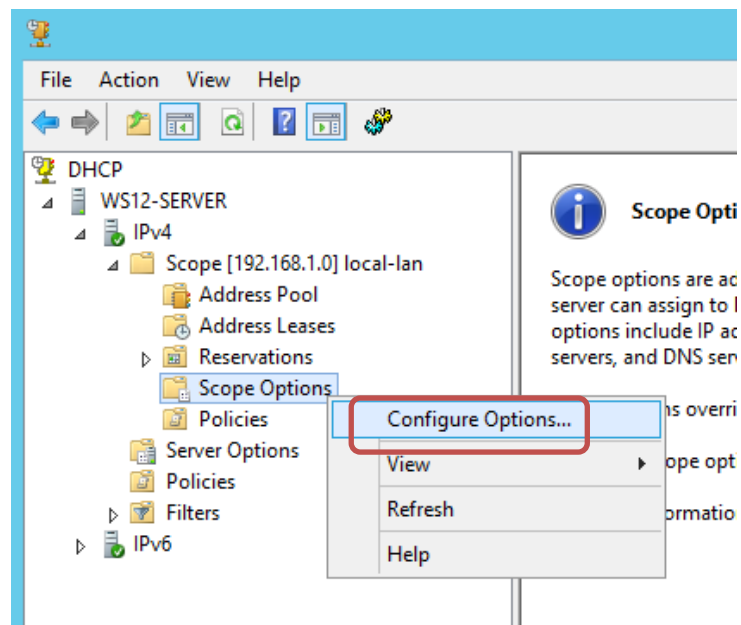 File Action View Help
DHCP
WS12-SERVER
IPv4
Scope [192.168.1.0] local-lan
Address Pool
Address Leases
Reservations
Scope Options
Policies
Server Options
Policies
Filters
IPv6
Configure Options...
View
Refresh
Help
Scope Opti
Scope options are ad
server can assign to
options include IP ad
servers, and DNS serv
ns overri
ope opti
ormation